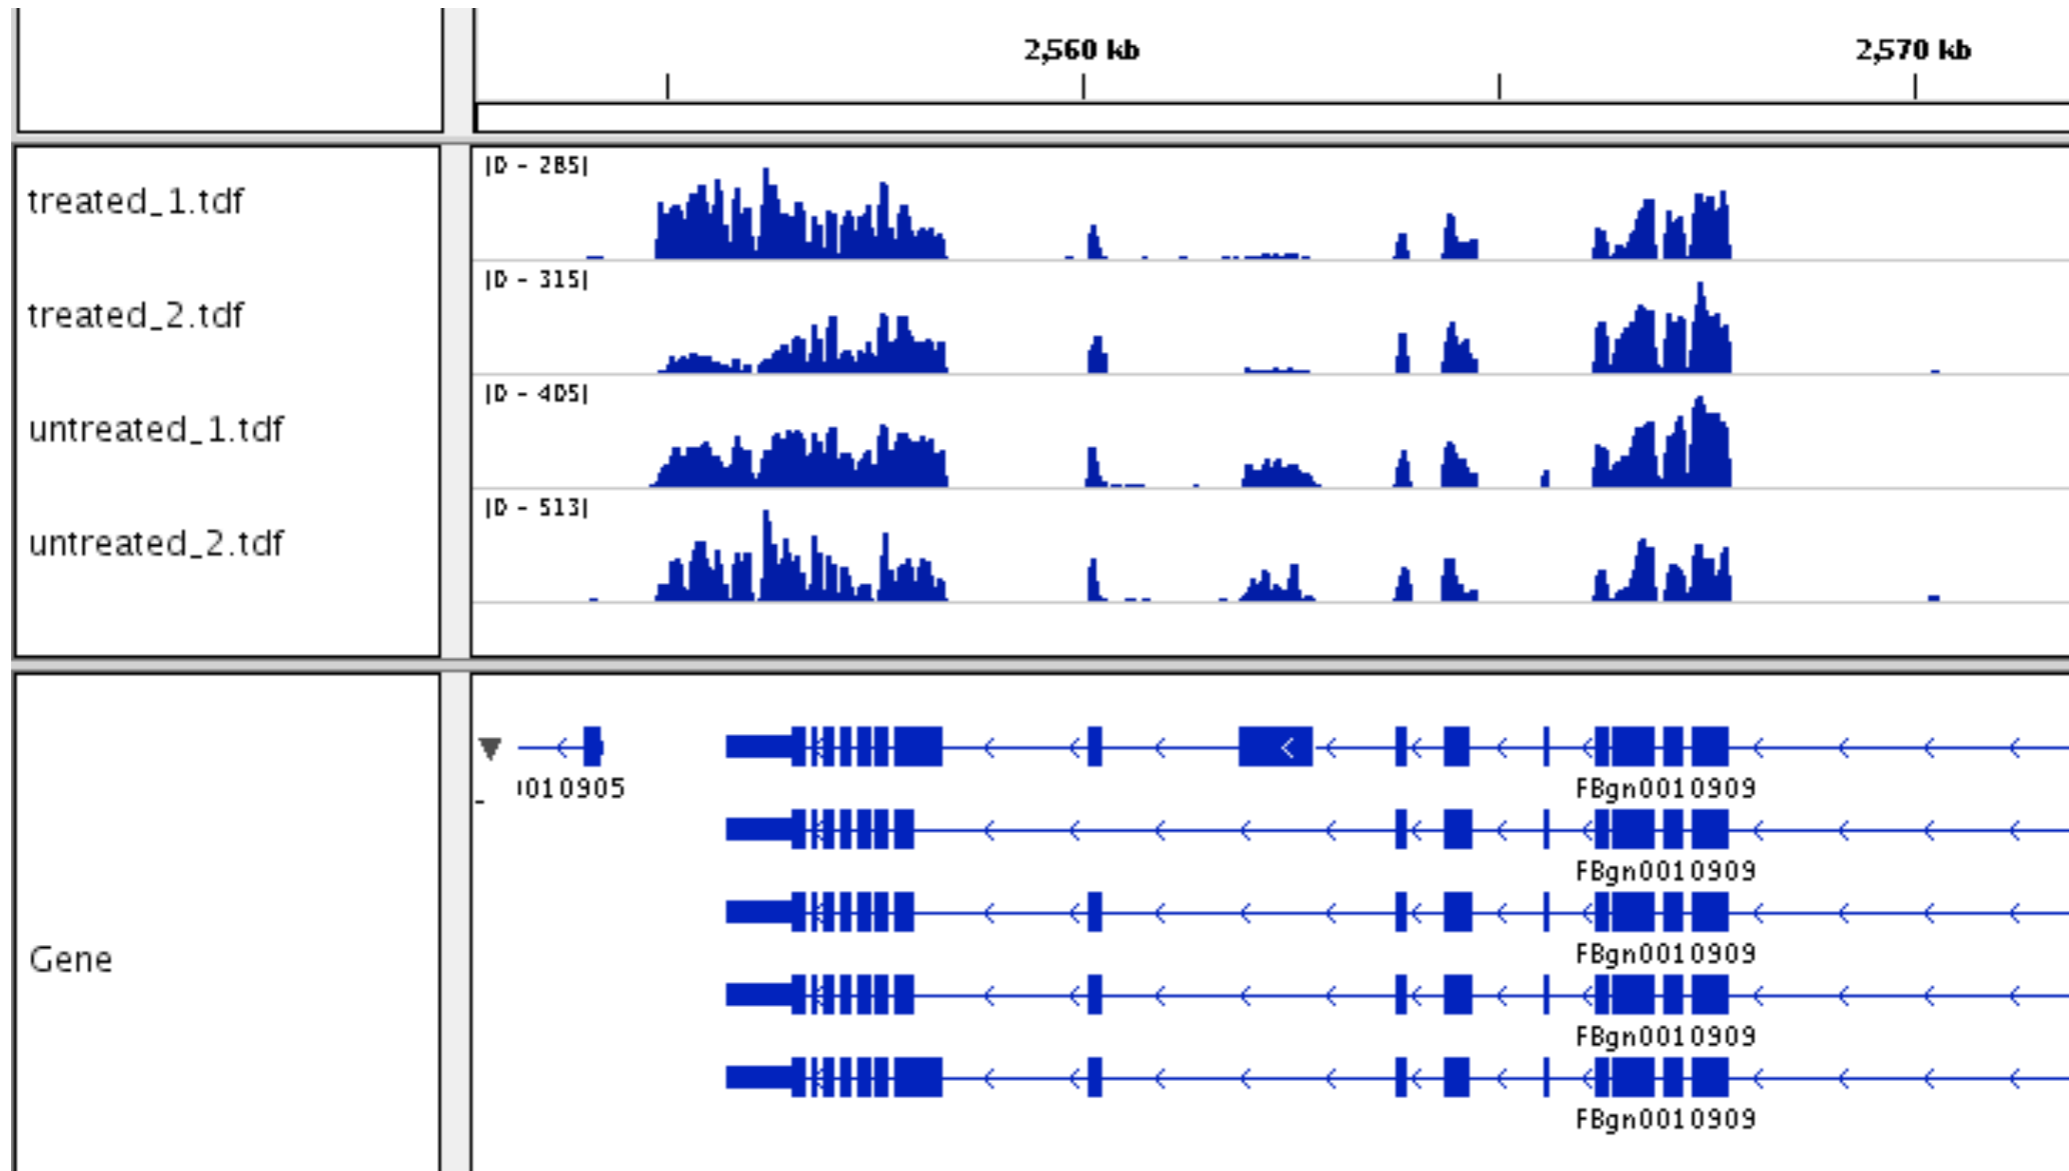 2,560 kb 2,570 kb
[0 - 285]
treated_1.tdf
[0 - 315]
treated_2.tdf
[0 - 405]
untreated_1.tdf
[0 - 513]
untreated_2.tdf
010905 FBgn0010909
FBgn0010909
FBgn0010909
Gene
FBgn0010909
FBgn0010909